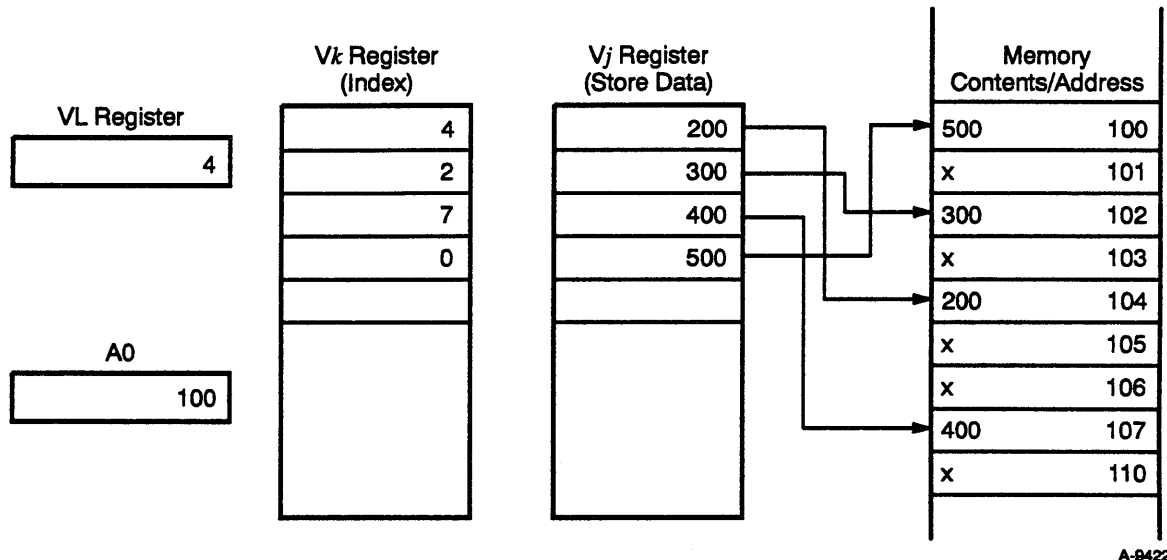 VL Register
4
A0
100
Vk Register
(Index)
4
2
7
0
Vj Register
(Store Data)
200
300
400
500
Memory
Contents/Address
500 100
x 101
300 102
x 103
200 104
x 105
x 106
400 107
x 110
A-9422